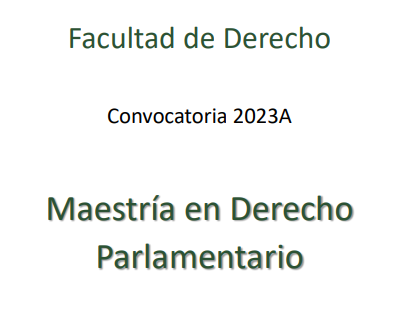 Facultad de Derecho
Convocatoria 2023A
Maestría en Derecho
Parlamentario